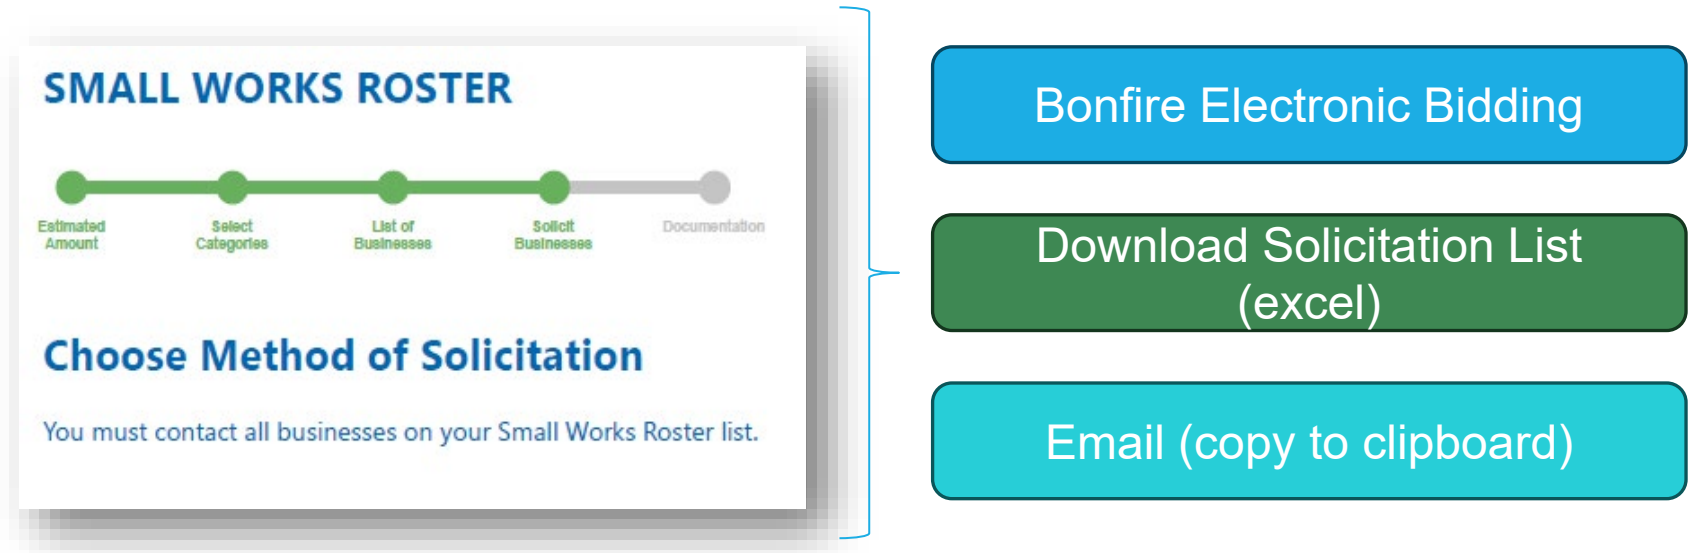 SMALL WORKS ROSTER
Estimated
Amount
Select
Categories
List of
Businesses
Solicit
Businesses
Documentation
Choose Method of Solicitation
You must contact all businesses on your Small Works Roster list.
Bonfire Electronic Bidding
Download Solicitation List
(excel)
Email (copy to clipboard)